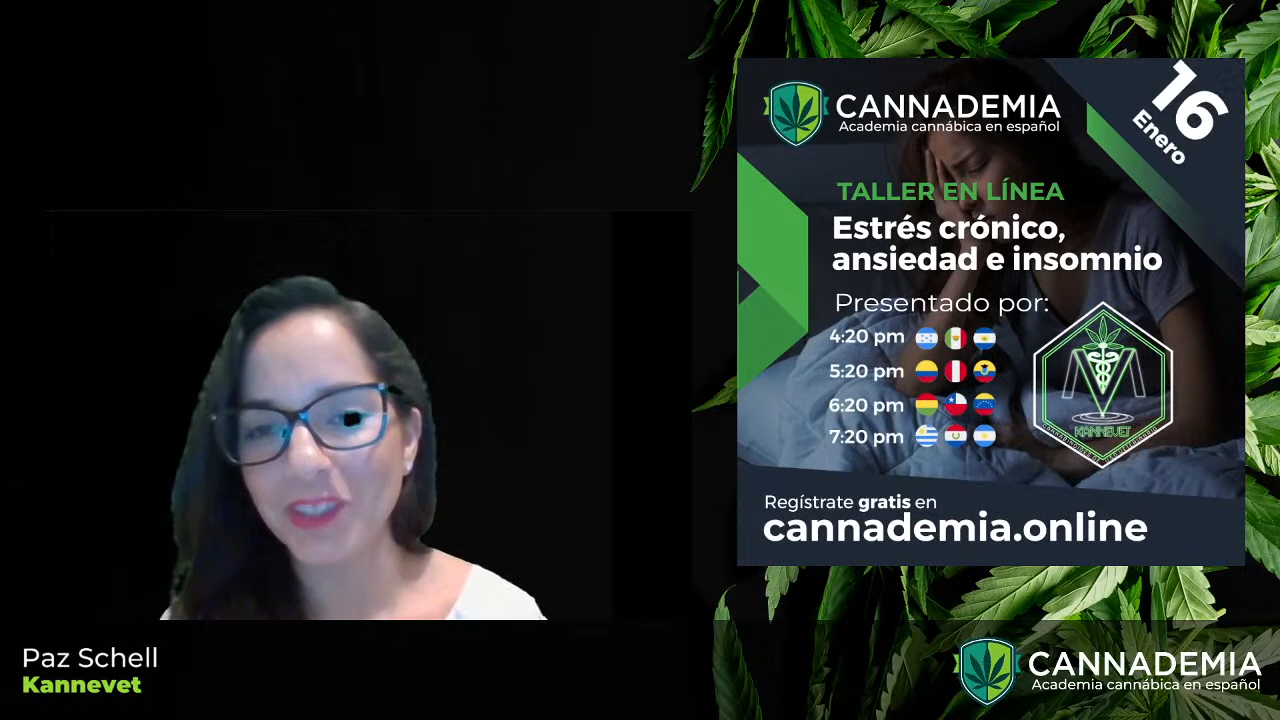 CANNADEMIA
Academia cannábica en español
16
Enero
TALLER EN LÍNEA
Estrés crónico,
ansiedad e insomnio
Presentado por:
4:20 pm
5:20 pm
6:20 pm
7:20 pm
KANNEVET
Regístrate gratis en
cannademia.online
Paz Schell
Kannevet
CANNADEMIA
Academia cannábica en español